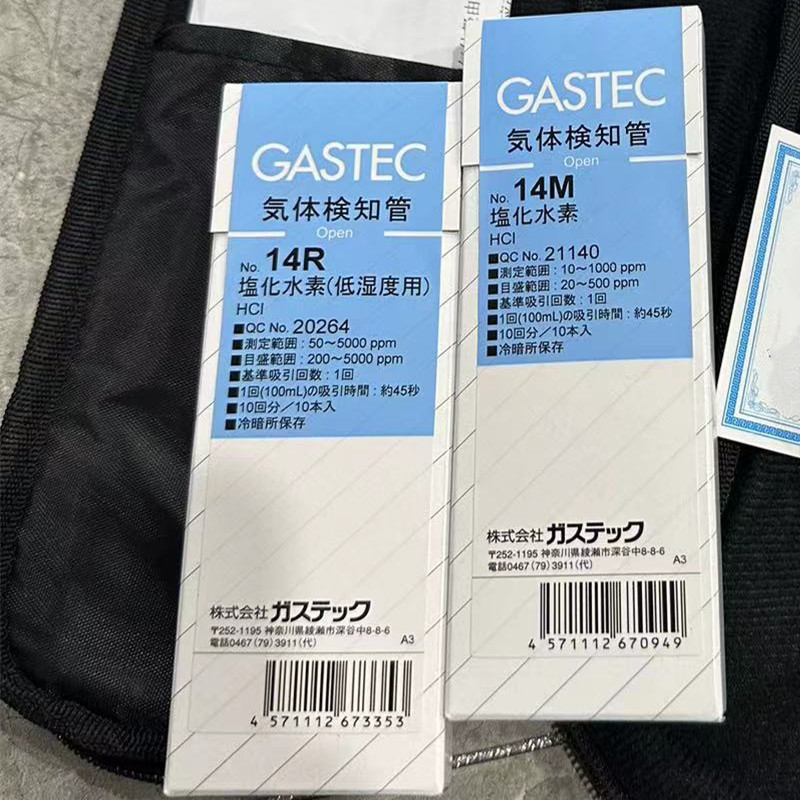 GASTEC
気体検知管
Open
No. 14R
塩化水素(低湿度用)
HCl
■QC No. 20264
■測定範囲:50〜5000 ppm
■目盛範囲:200〜5000 ppm
■基準吸引回数:1回
■1回(100mL)の吸引時間:約45秒
■10回分/10本入
■冷暗所保存
株式会社 ガステック
〒252-1195 神奈川県綾瀬市深谷中8-8-6
電話0467(79)3911(代)
A3
4 571112 673353
GASTEC
気体検知管
Open
No. 14M
塩化水素
HCl
■QC No. 21140
■測定範囲:10〜1000 ppm
■目盛範囲:20〜500 ppm
■基準吸引回数:1回
■1回(100mL)の吸引時間:約45秒
■10回分/10本入
■冷暗所保存
株式会社 ガステック
〒252-1195 神奈川県綾瀬市深谷中8-8-6
電話0467(79)3911(代)
A3
4 571112 670949